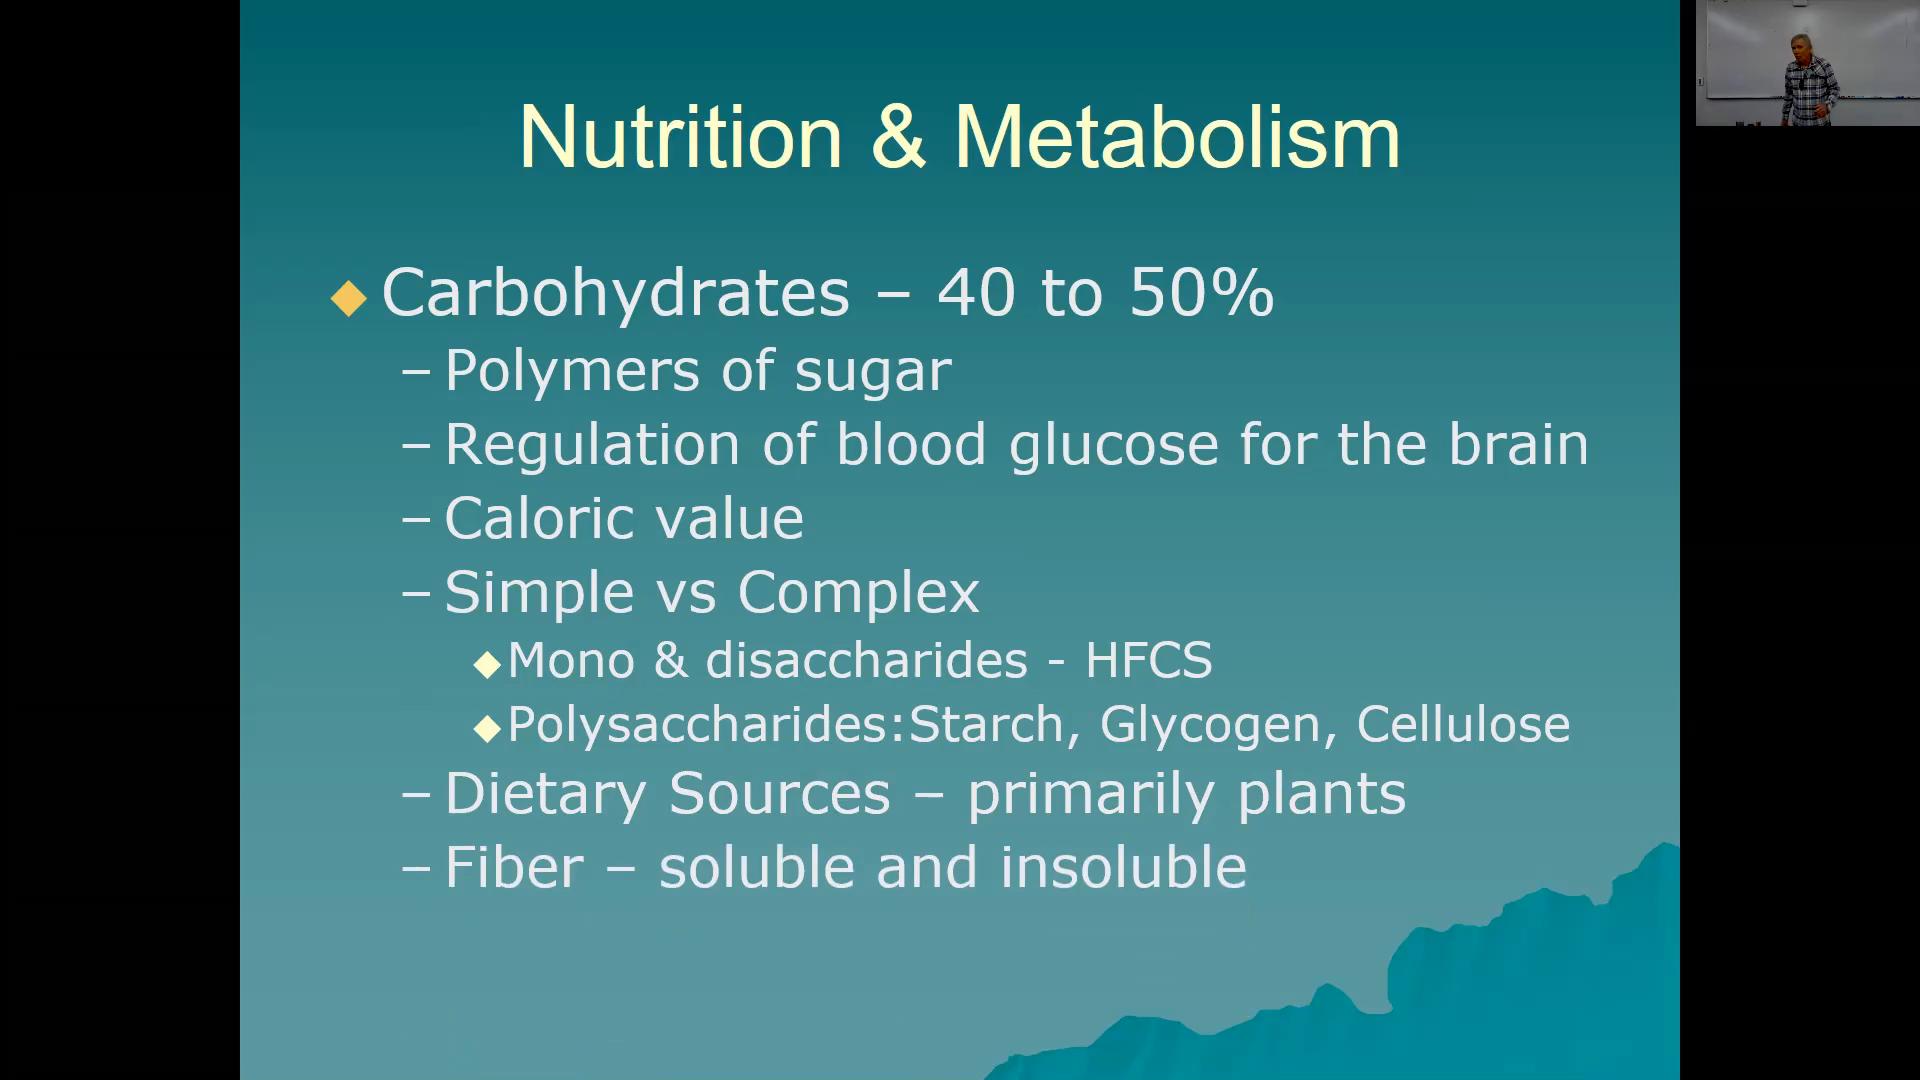 Nutrition & Metabolism
Carbohydrates – 40 to 50%
– Polymers of sugar
– Regulation of blood glucose for the brain
– Caloric value
– Simple vs Complex
Mono & disaccharides - HFCS
Polysaccharides:Starch, Glycogen, Cellulose
– Dietary Sources – primarily plants
– Fiber – soluble and insoluble